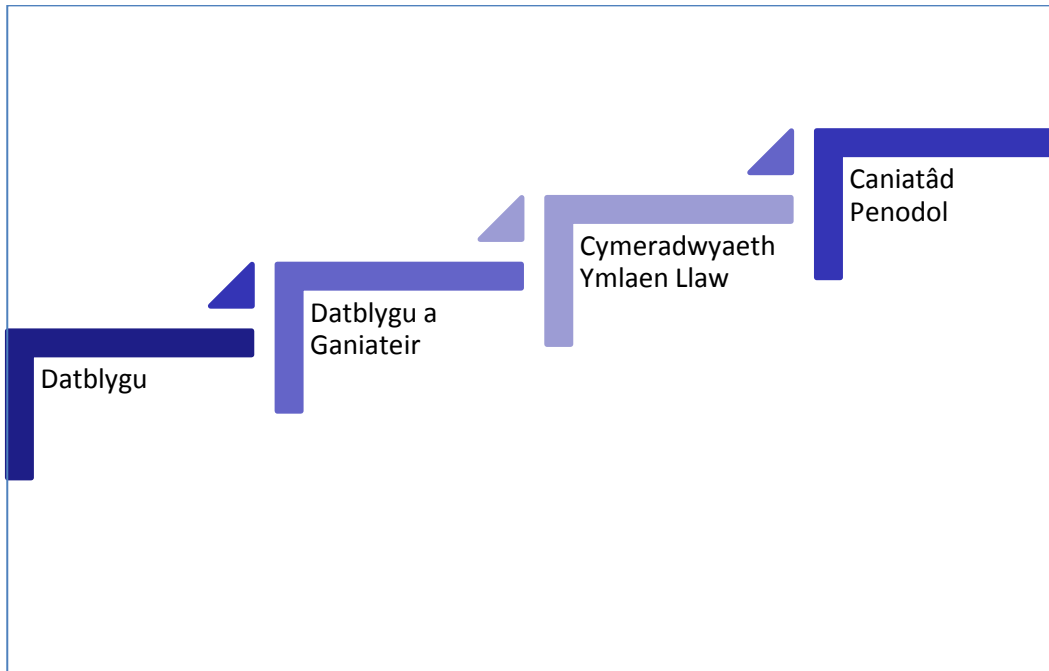 Datblygu
Datblygu a
Ganiateir
Cymeradwyaeth
Ymlaen Llaw
Caniatâd
Penodol